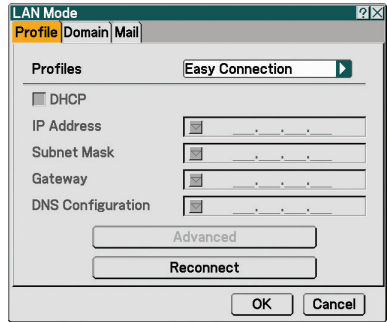 LAN Mode
Profile Domain Mail
Profiles Easy Connection
DHCP
IP Address
Subnet Mask
Gateway
DNS Configuration
Advanced
Reconnect
OK Cancel